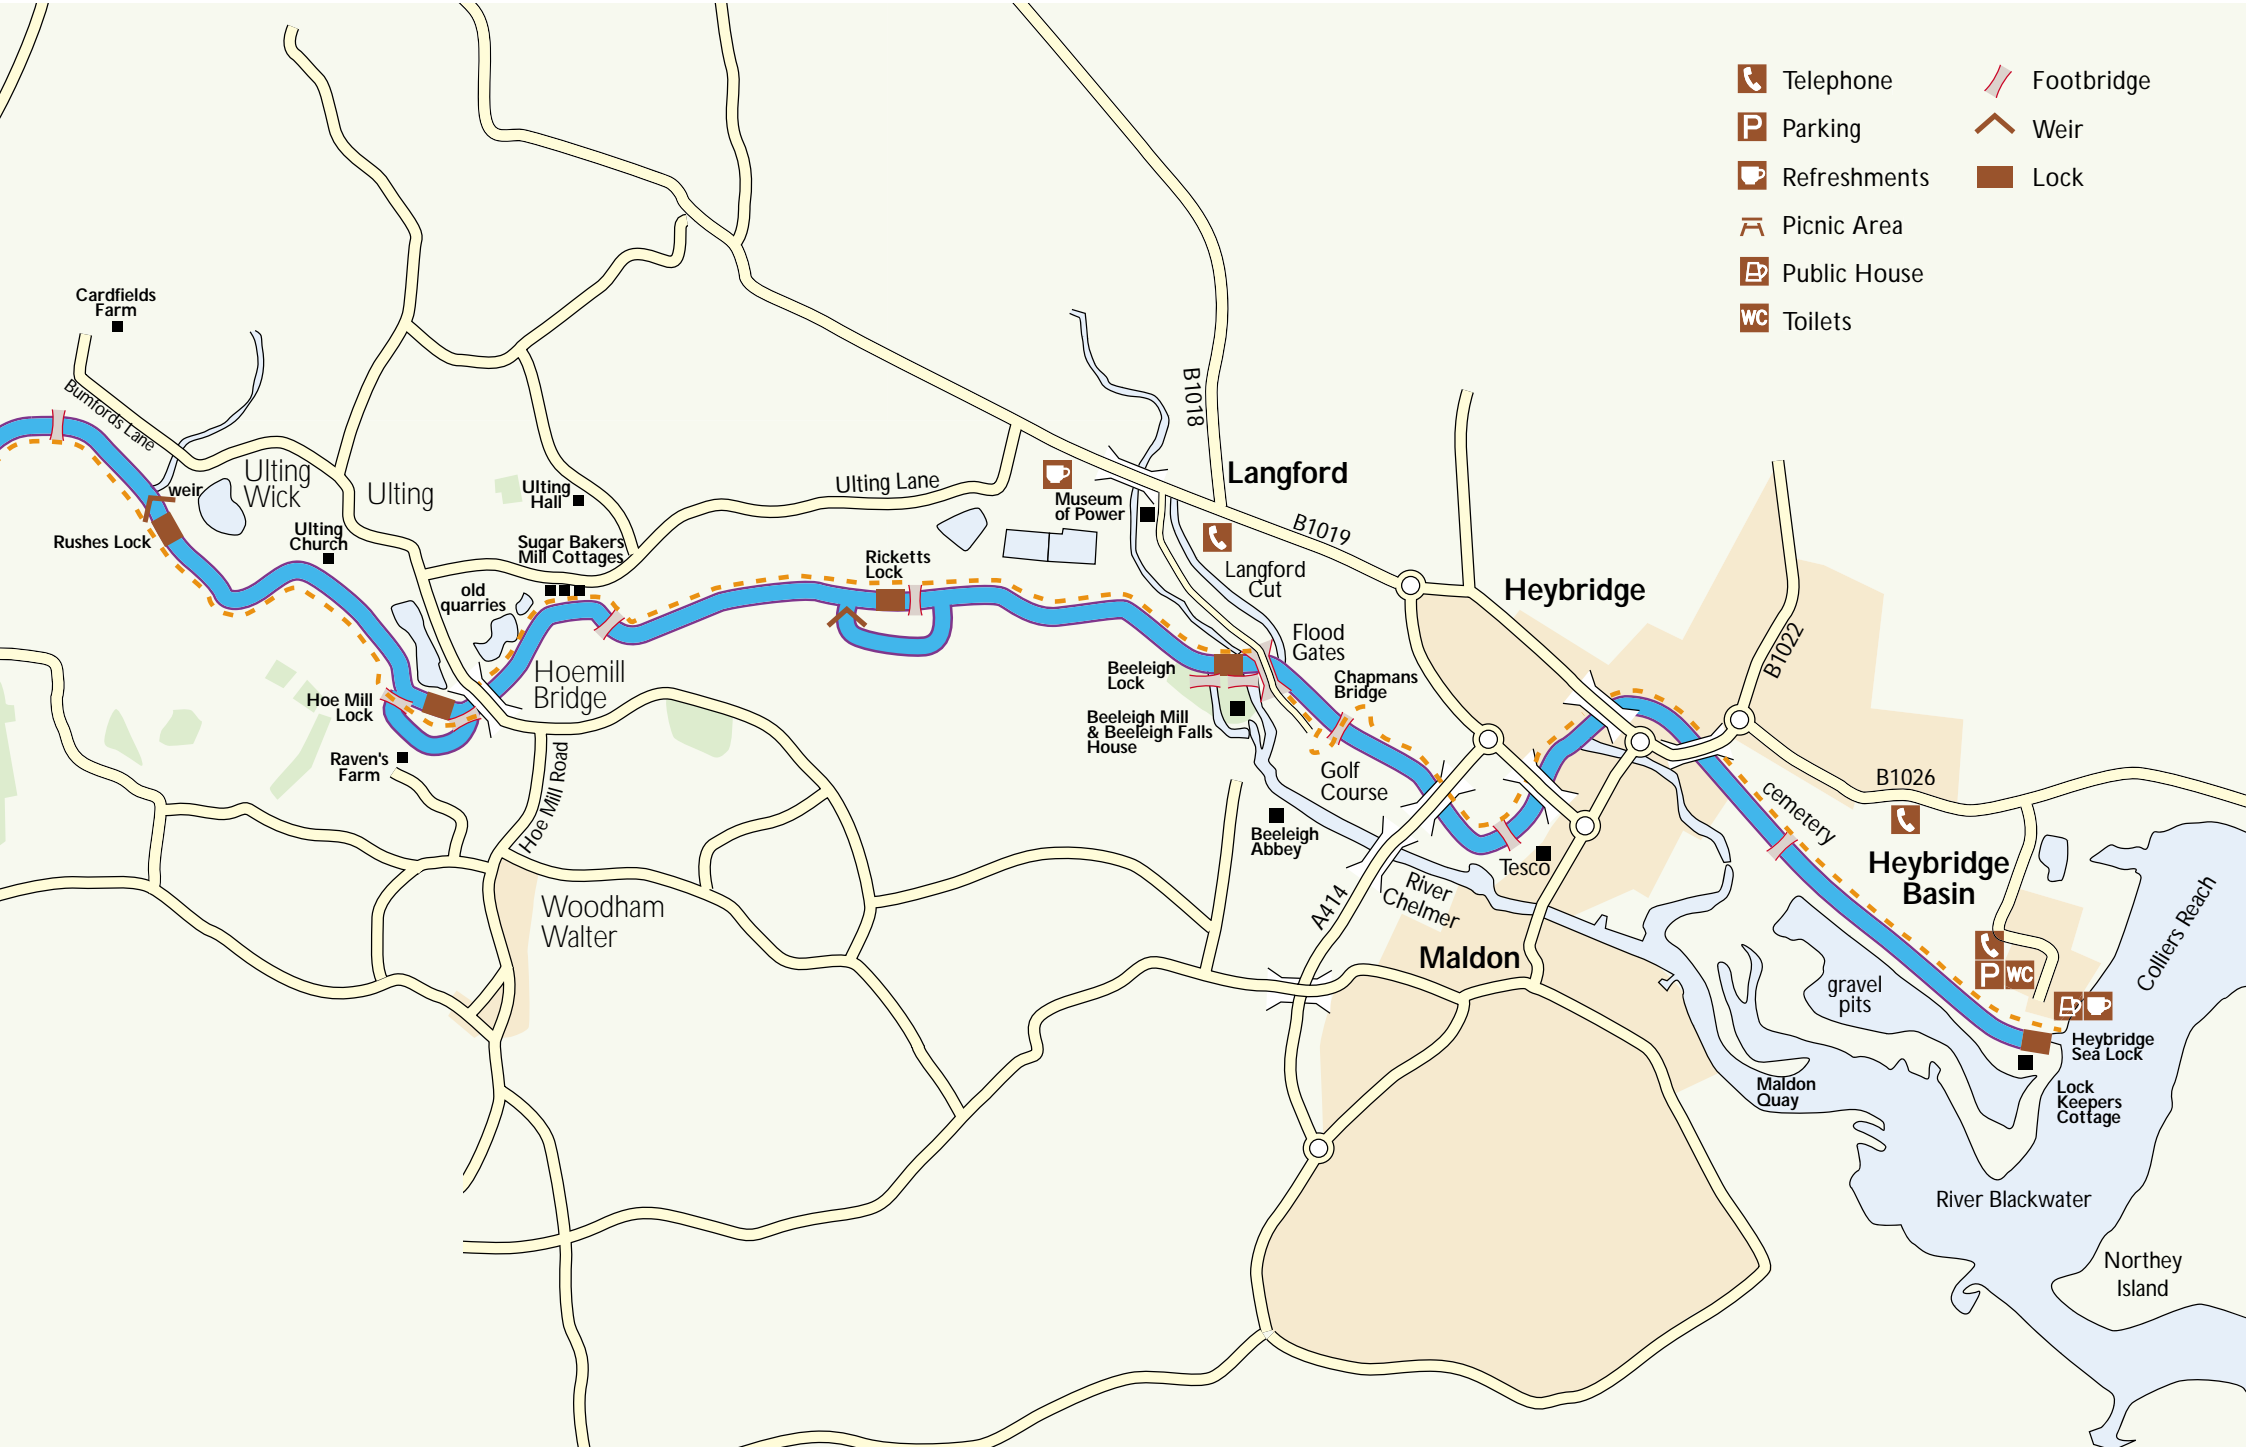 Telephone
Parking
Refreshments
Picnic Area
Public House
Toilets
P
WC
Footbridge
Weir
Lock
Cardfields
Farm
Bumfords Lane
weir
Rushes Lock
Ulting
Wick
Ulting
Ulting
Church
Ulting
Hall
Sugar Bakers
Mill Cottages
old
quarries
Hoemill
Bridge
Hoe Mill
Lock
Raven's
Farm
Hoe Mill Road
Woodham
Walter
Ulting Lane
Ricketts
Lock
Museum
of Power
B1018
Langford
B1019
Langford
Cut
Flood
Gates
Beeleigh
Lock
Chapmans
Bridge
Beeleigh Mill
& Beeleigh Falls
House
Golf
Course
Beeleigh
Abbey
A414
River
Chelmer
Tesco
Maldon
Heybridge
B1022
B1026
cemetery
Heybridge
Basin
P
WC
gravel
pits
Colliers Reach
Heybridge
Sea Lock
Lock
Keepers
Cottage
Maldon
Quay
River Blackwater
Northey
Island